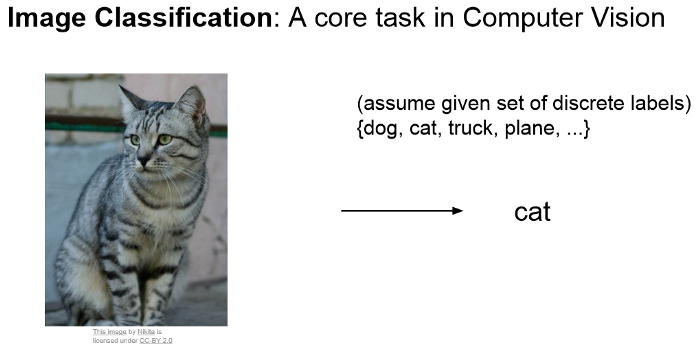 Image Classification: A core task in Computer Vision
(assume given set of discrete labels)
{dog, cat, truck, plane, ...}
cat
This image by Nikita is
licensed under CC-BY 2.0